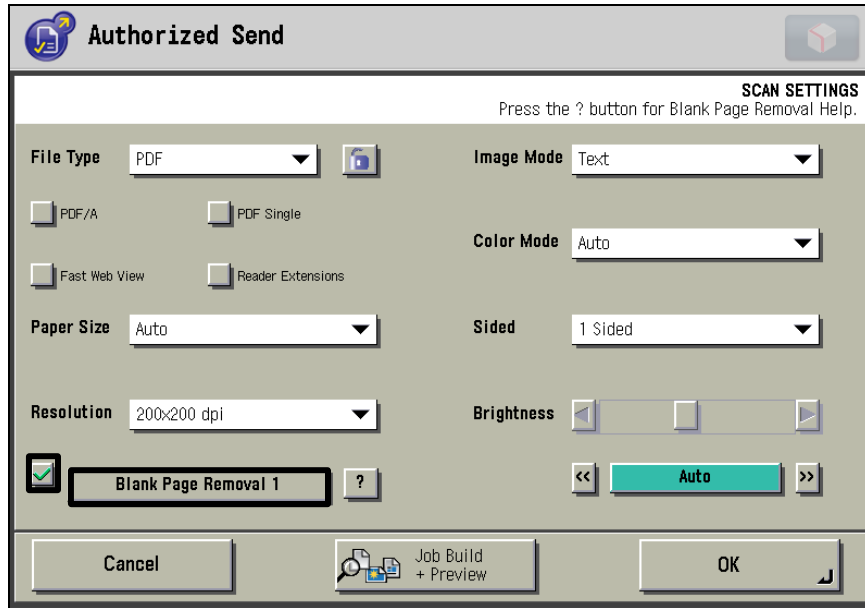 Authorized Send
SCAN SETTINGS
Press the ? button for Blank Page Removal Help.
File Type
PDF
Image Mode
Text
PDF/A
PDF Single
Color Mode
Auto
Fast Web View
Reader Extensions
Paper Size
Auto
Sided
1 Sided
Resolution
200x200 dpi
Brightness
Blank Page Removal 1
?
<<
Auto
>>
Cancel
Job Build
+ Preview
OK